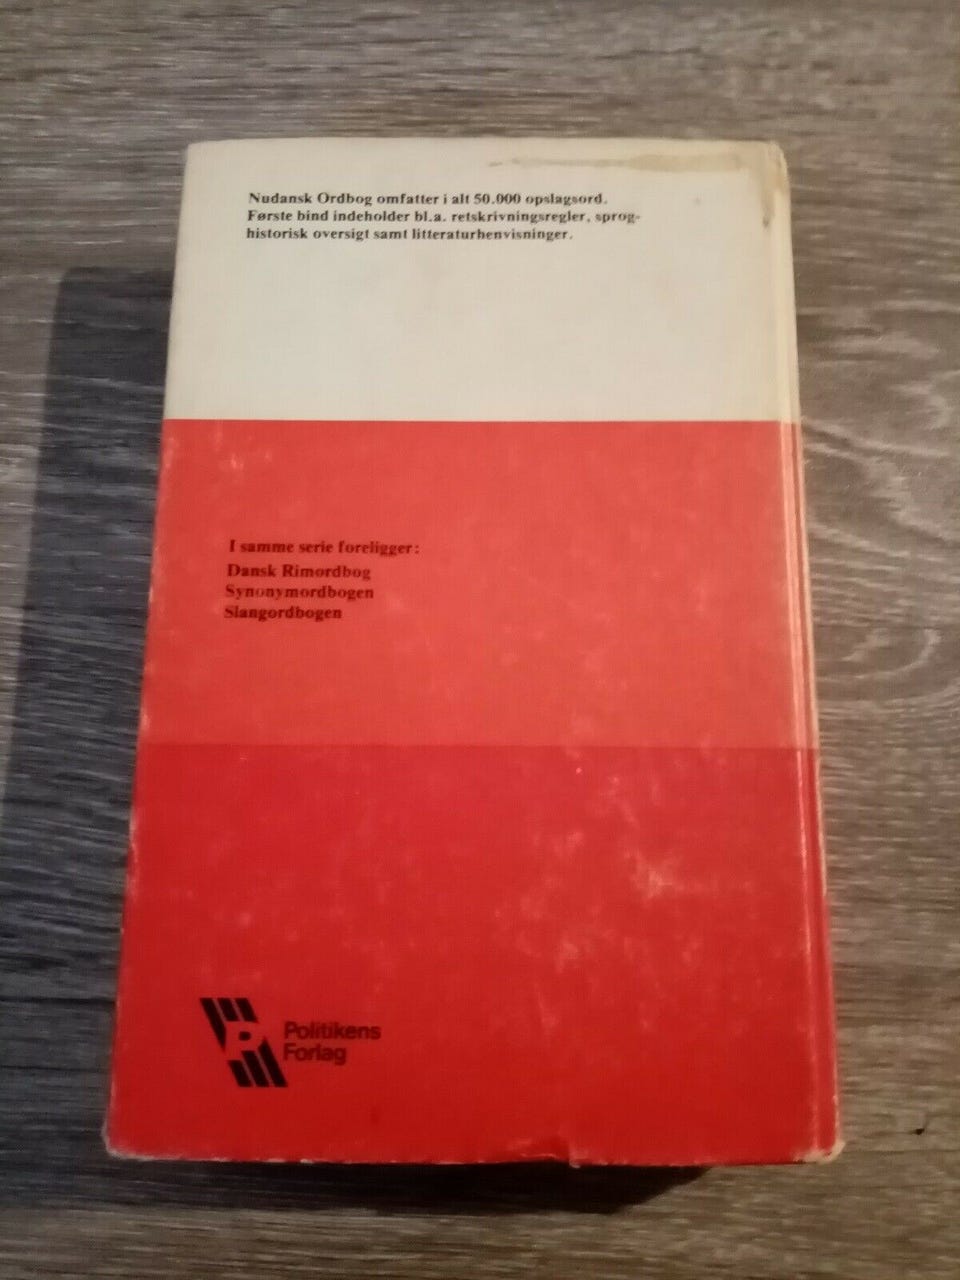 Nudansk Ordbog omfatter i alt 50.000 opslagsord.
Første bind indeholder bl.a. retskrivningsregler, sprog-
historisk oversigt samt litteraturhenvisninger.
I samme serie foreligger:
Dansk Rimordbog
Synonymordbogen
Slangordbogen
P
Politikens
Forlag